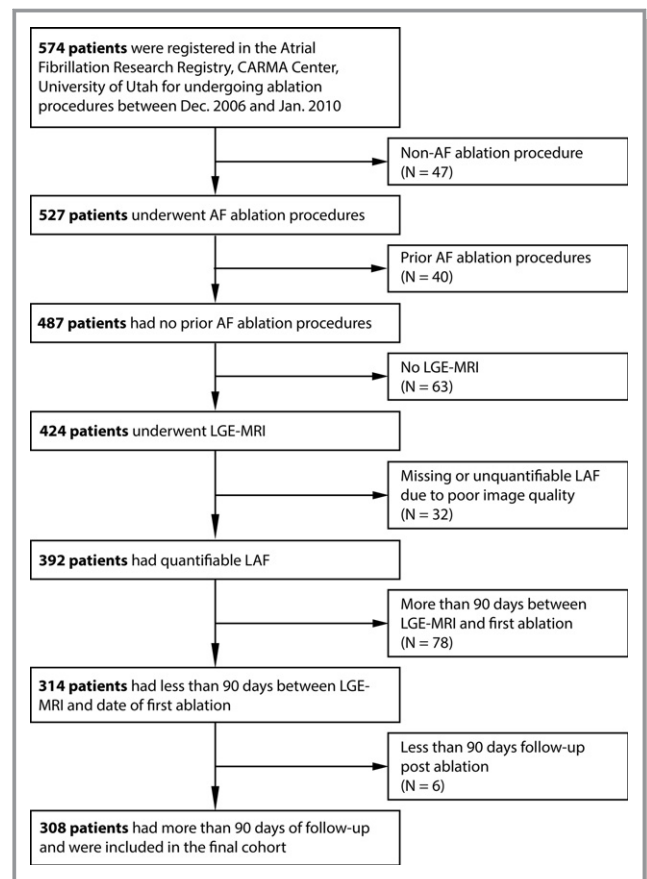 574 patients were registered in the Atrial
Fibrillation Research Registry, CARMA Center,
University of Utah for undergoing ablation
procedures between Dec. 2006 and Jan. 2010
Non-AF ablation procedure
(N = 47)
527 patients underwent AF ablation procedures
Prior AF ablation procedures
(N = 40)
487 patients had no prior AF ablation procedures
No LGE-MRI
(N = 63)
424 patients underwent LGE-MRI
Missing or unquantifiable LAF
due to poor image quality
(N = 32)
392 patients had quantifiable LAF
More than 90 days between
LGE-MRI and first ablation
(N = 78)
314 patients had less than 90 days between LGE-
MRI and date of first ablation
Less than 90 days follow-up
post ablation
(N = 6)
308 patients had more than 90 days of follow-up
and were included in the final cohort